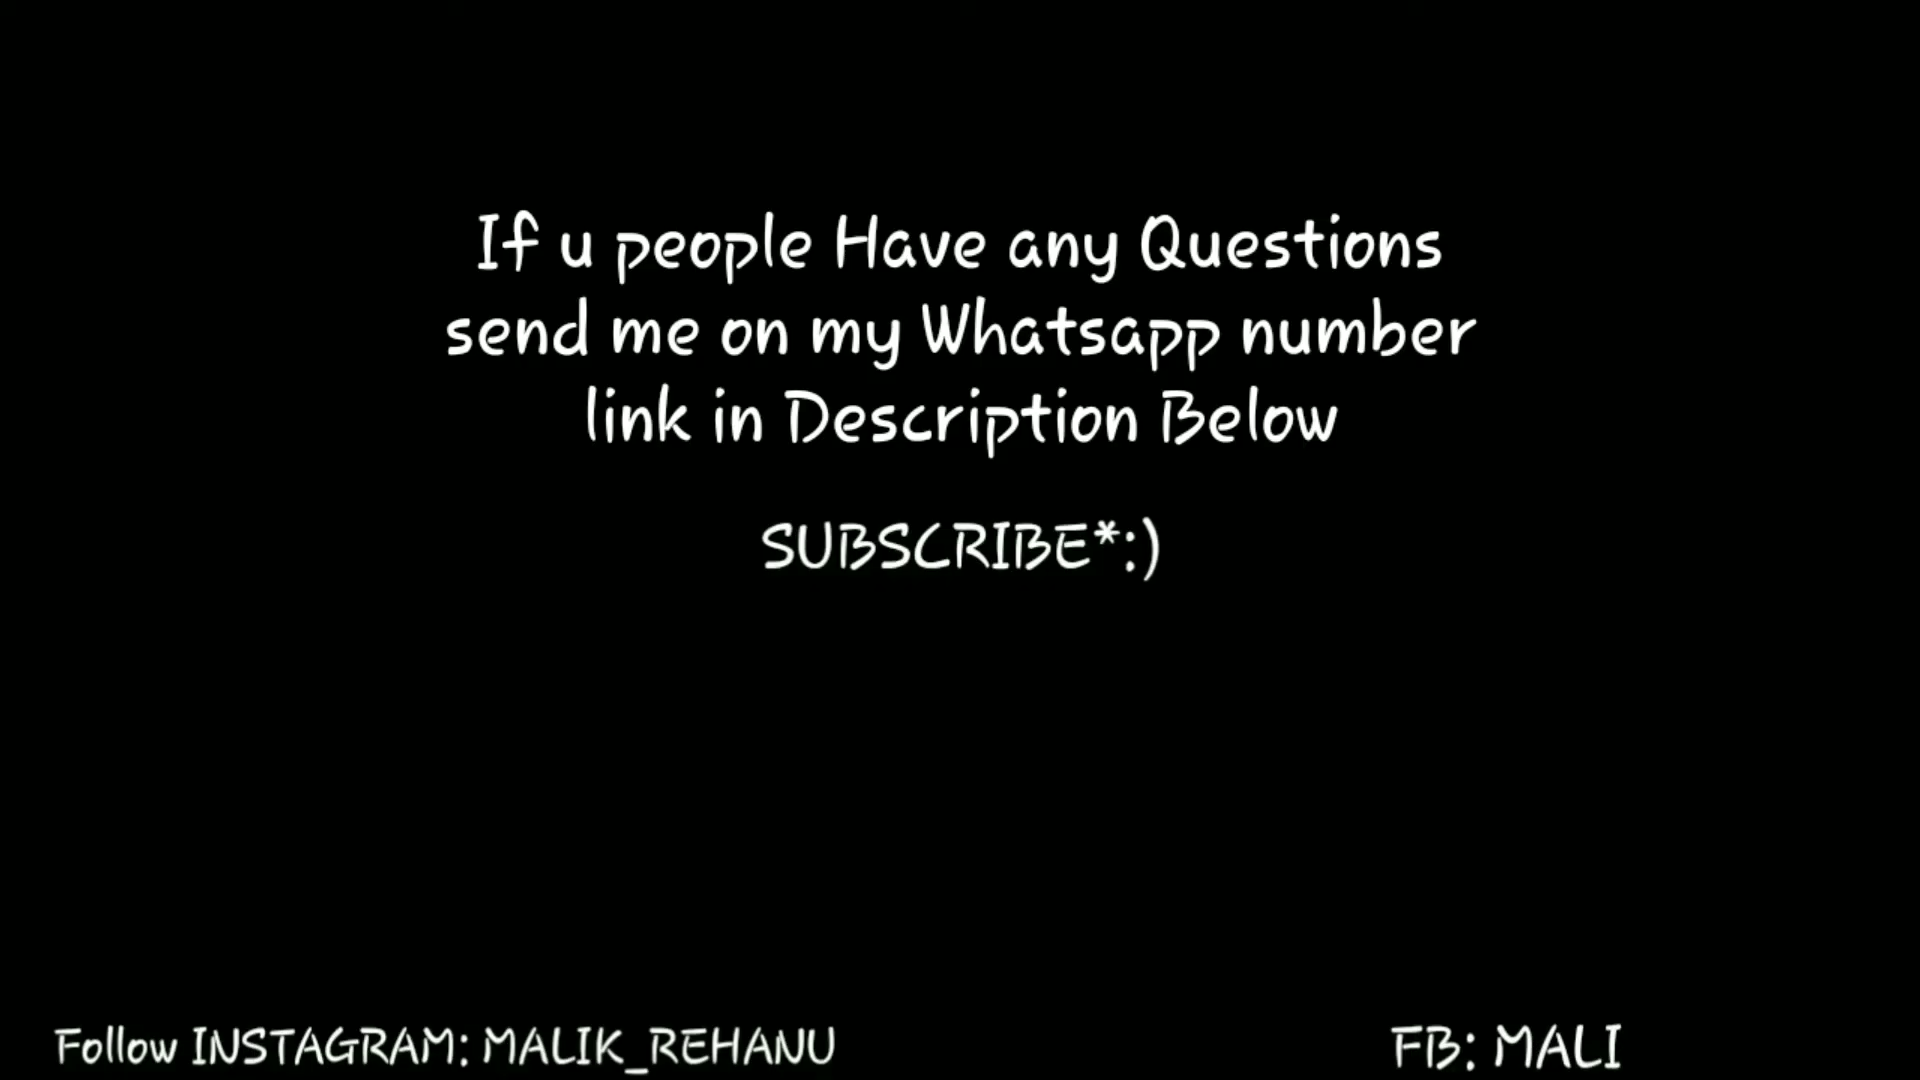 If u people Have any Questions
send me on my Whatsapp number
link in Description Below
SUBSCRIBE*:)
Follow INSTAGRAM: MALIK_REHANU
FB: MALI